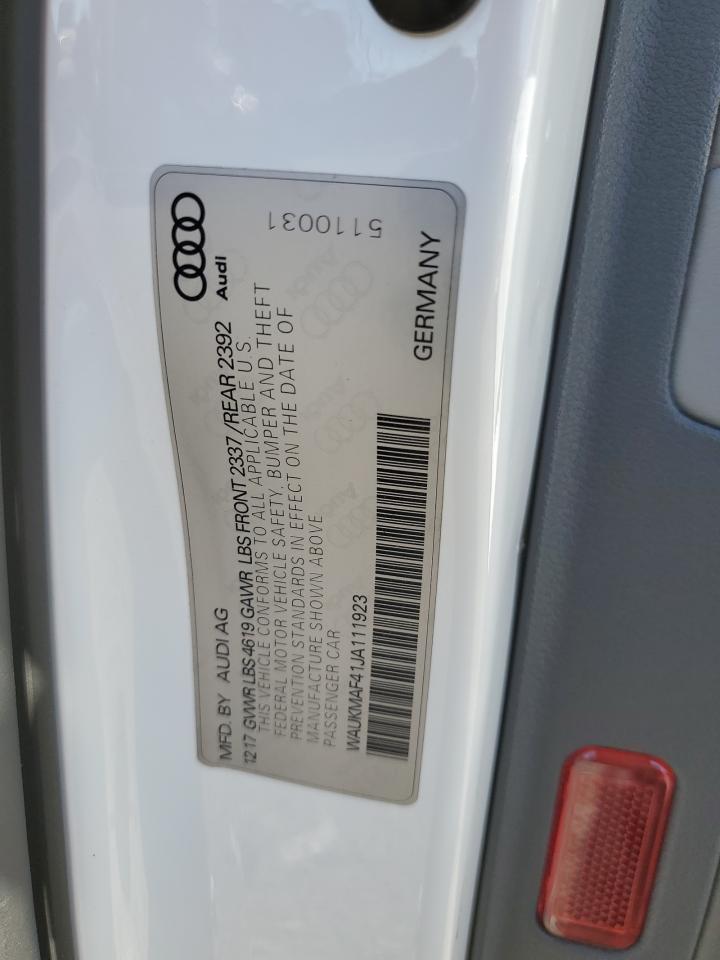 MFD. BY AUDI AG
Audi
12 17 GVWR LBS 4619 GAWR LBS FRONT 2337 / REAR 2392
THIS VEHICLE CONFORMS TO ALL APPLICABLE U.S.
FEDERAL MOTOR VEHICLE SAFETY, BUMPER AND THEFT
PREVENTION STANDARDS IN EFFECT ON THE DATE OF
MANUFACTURE SHOWN ABOVE
PASSENGER CAR
WAUKMAF41JA111923
GERMANY
5110031